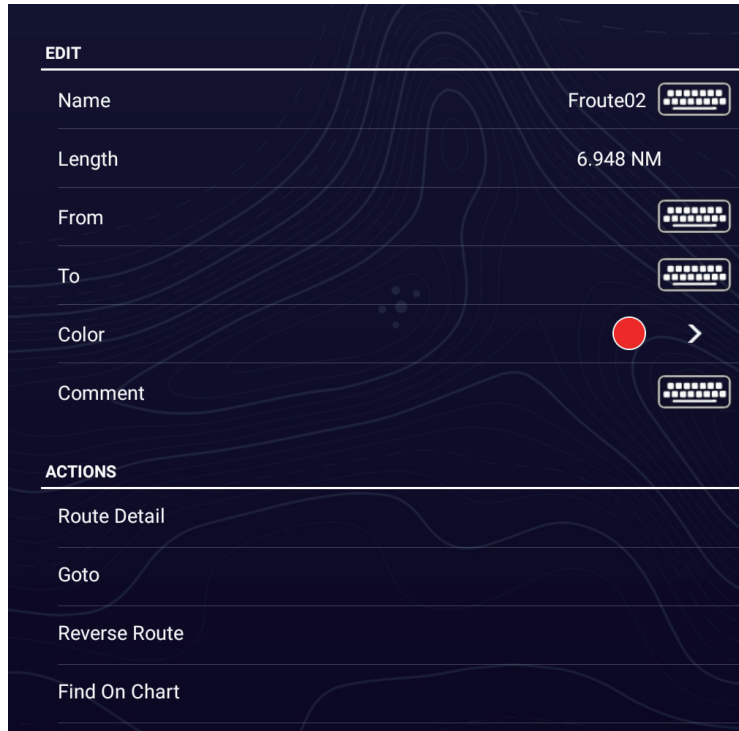 EDIT
Name Froute02
Length 6.948 NM
From
To
Color
Comment
ACTIONS
Route Detail
Goto
Reverse Route
Find On Chart